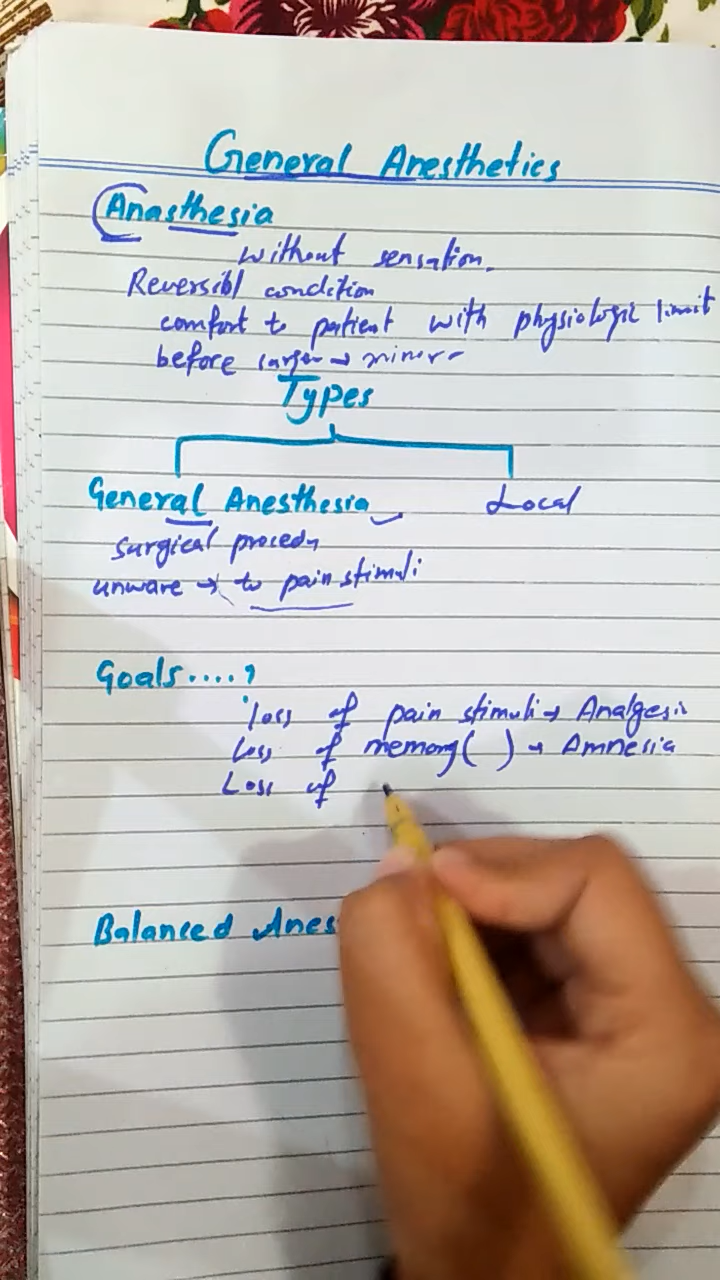 General Anesthetics
Anasthesia
without sensation.
Reversibl condition
comfort to patient with physiologic limit
before larger → minor
Types
General Anesthesia Local
surgical procedu
unware → to pain stimuli
Goals....?
loss of pain stimuli → Analgesi
Loss of memory( ) → Amnesia
Loss of
Balanced Anes